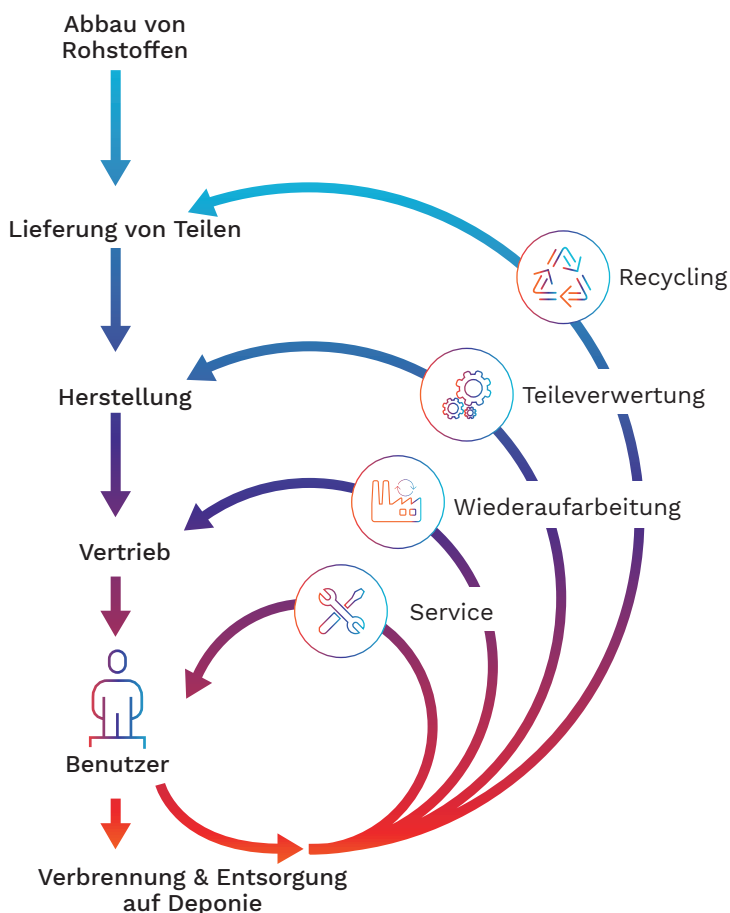 Abbau von
Rohstoffen
Lieferung von Teilen
Recycling
Herstellung
Teileverwertung
Wiederaufarbeitung
Vertrieb
Service
Benutzer
Verbrennung & Entsorgung
auf Deponie